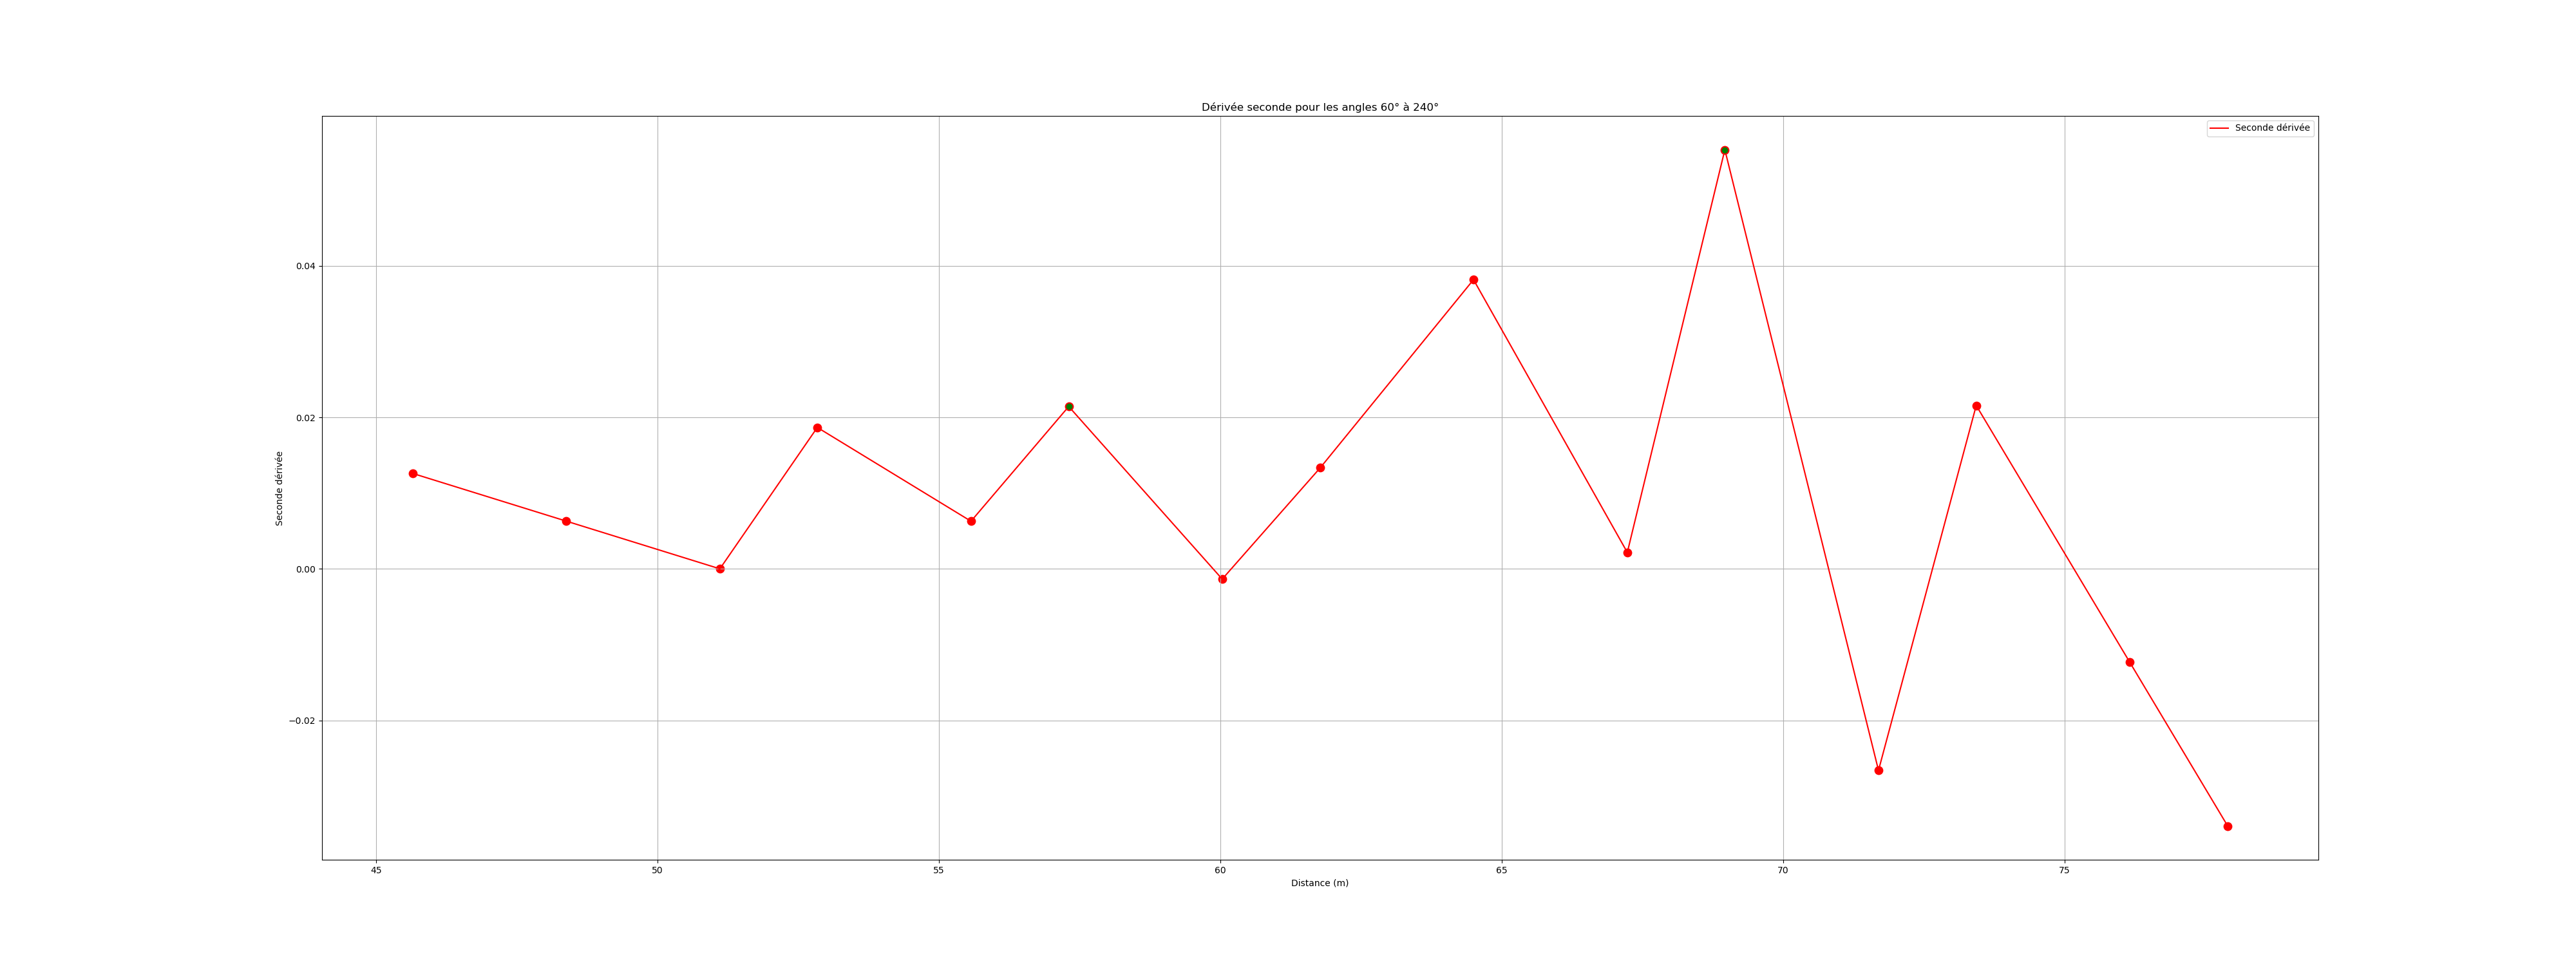 Dérivée seconde pour les angles 60° à 240°
Seconde dérivée
0.04
0.02
0.00
−0.02
Seconde dérivée
45 50 55 60 65 70 75
Distance (m)